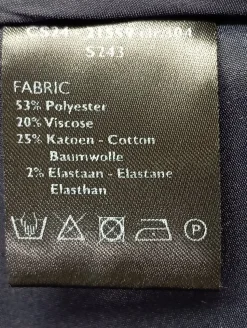 S243
FABRIC
53% Polyester
20% Viscose
25% Katoen - Cotton
Baumwolle
2% Elastaan - Elastane
Elasthan
P